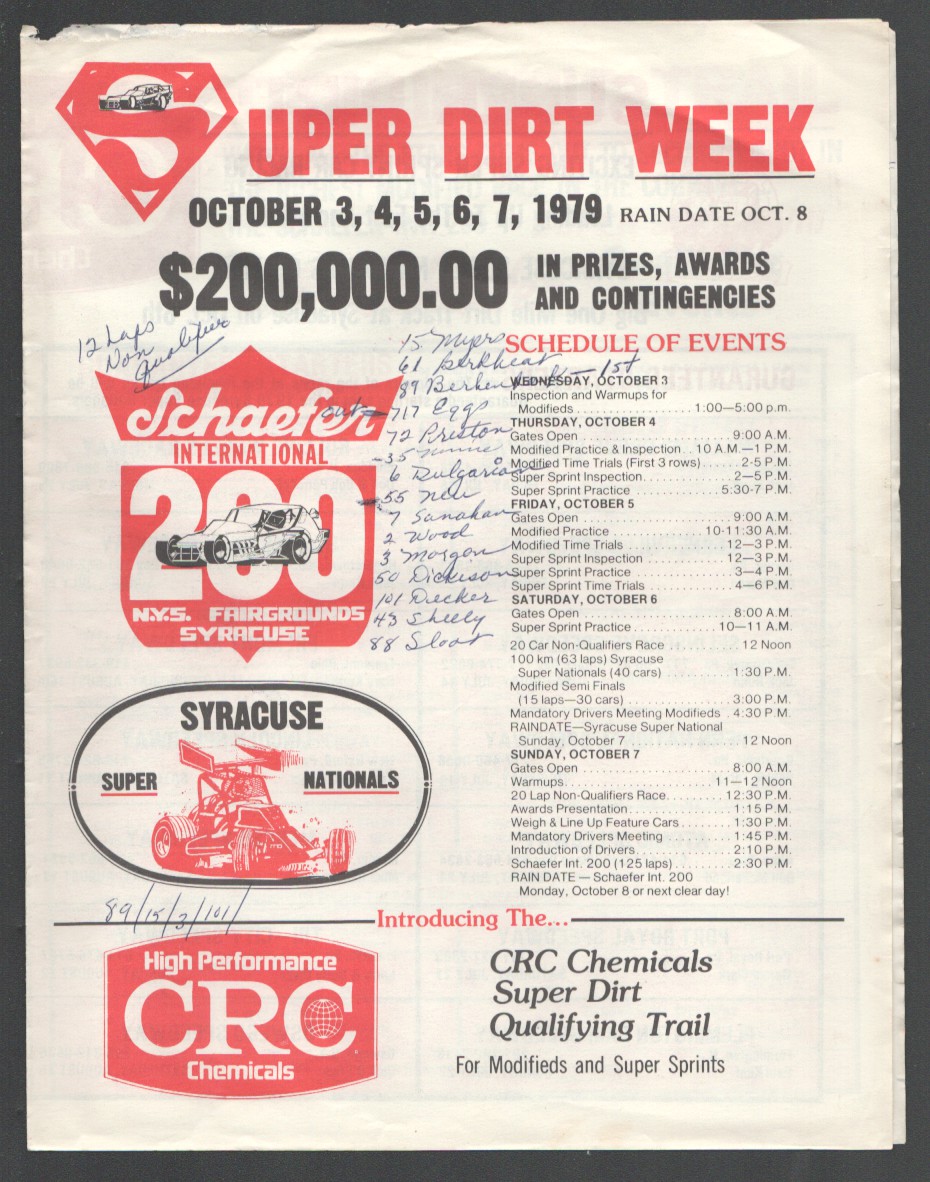 SUPER DIRT WEEK
OCTOBER 3, 4, 5, 6, 7, 1979 RAIN DATE OCT. 8
$200,000.00 IN PRIZES, AWARDS
AND CONTINGENCIES
12 Laps
Non
Qualifier
15 Myers
61
89 — 1st
out 717 Eggs
72 Preston
35
6 Dulgarian
55 New
7 Sanahan
2 Wood
3 Morgan
50 Dickison
101 Decker
43 Sheely
88 Sloat
Schaefer
INTERNATIONAL
200
N.Y.S. FAIRGROUNDS
SYRACUSE
SCHEDULE OF EVENTS
WEDNESDAY, OCTOBER 3
Inspection and Warmups for
Modifieds . . . . . . . . . . . . . . . . . 1:00—5:00 p.m.
THURSDAY, OCTOBER 4
Gates Open . . . . . . . . . . . . . . . . . . . . . . 9:00 A.M.
Modified Practice & Inspection . . 10 A.M.—1 P.M.
Modified Time Trials (First 3 rows) . . . . . . 2-5 P.M.
Super Sprint Inspection . . . . . . . . . . . . . 2—5 P.M.
Super Sprint Practice . . . . . . . . . . . . 5:30-7 P.M.
FRIDAY, OCTOBER 5
Gates Open . . . . . . . . . . . . . . . . . . . . . . 9:00 A.M.
Modified Practice . . . . . . . . . . . . . . 10-11:30 A.M.
Modified Time Trials . . . . . . . . . . . . . . . 12—3 P.M.
Super Sprint Inspection . . . . . . . . . . . . 12—3 P.M.
Super Sprint Practice . . . . . . . . . . . . . . . 3—4 P.M.
Super Sprint Time Trials . . . . . . . . . . . . 4—6 P.M.
SATURDAY, OCTOBER 6
Gates Open . . . . . . . . . . . . . . . . . . . . . . 8:00 A.M.
Super Sprint Practice . . . . . . . . . . . . . 10—11 A.M.
20 Car Non-Qualifiers Race . . . . . . . . . . 12 Noon
100 km (63 laps) Syracuse
Super Nationals (40 cars) . . . . . . . . . . . 1:30 P.M.
Modified Semi Finals
(15 laps—30 cars) . . . . . . . . . . . . . . . . 3:00 P.M.
Mandatory Drivers Meeting Modifieds . 4:30 P.M.
RAINDATE—Syracuse Super National
Sunday, October 7 12 Noon
SUNDAY, OCTOBER 7
Gates Open . . . . . . . . . . . . . . . . . . . . . . 8:00 A.M.
Warmups . . . . . . . . . . . . . . . . . . . . . 11—12 Noon
20 Lap Non-Qualifiers Race . . . . . . . . . 12:30 P.M.
Awards Presentation . . . . . . . . . . . . . . . 1:15 P.M.
Weigh & Line Up Feature Cars . . . . . . . . 1:30 P.M.
Mandatory Drivers Meeting . . . . . . . . . . 1:45 P.M.
Introduction of Drivers . . . . . . . . . . . . . . 2:10 P.M.
Schaefer Int. 200 (125 laps) . . . . . . . . . . 2:30 P.M.
RAIN DATE — Schaefer Int. 200
Monday, October 8 or next clear day!
SYRACUSE
SUPER NATIONALS
89/15/3/101/
Introducing The...
High Performance
CRC
Chemicals
CRC Chemicals
Super Dirt
Qualifying Trail
For Modifieds and Super Sprints